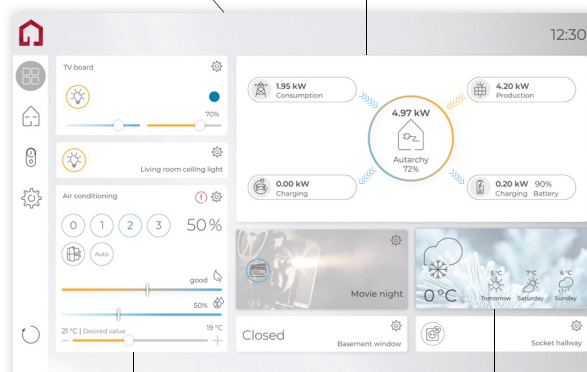 12:30
TV board
70%
Living room ceiling light
Air conditioning
0 1 2 3 50%
Auto
good
50%
21 °C | Desired value 19 °C
1.95 kW
Consumption
4.20 kW
Production
4.97 kW
Autarchy
72%
0.00 kW
Charging
0.20 kW 90%
Charging Battery
Movie night
0°C
5°C 7°C 6°C
Tomorrow Saturday Sunday
Closed
Basement window
Socket hallway